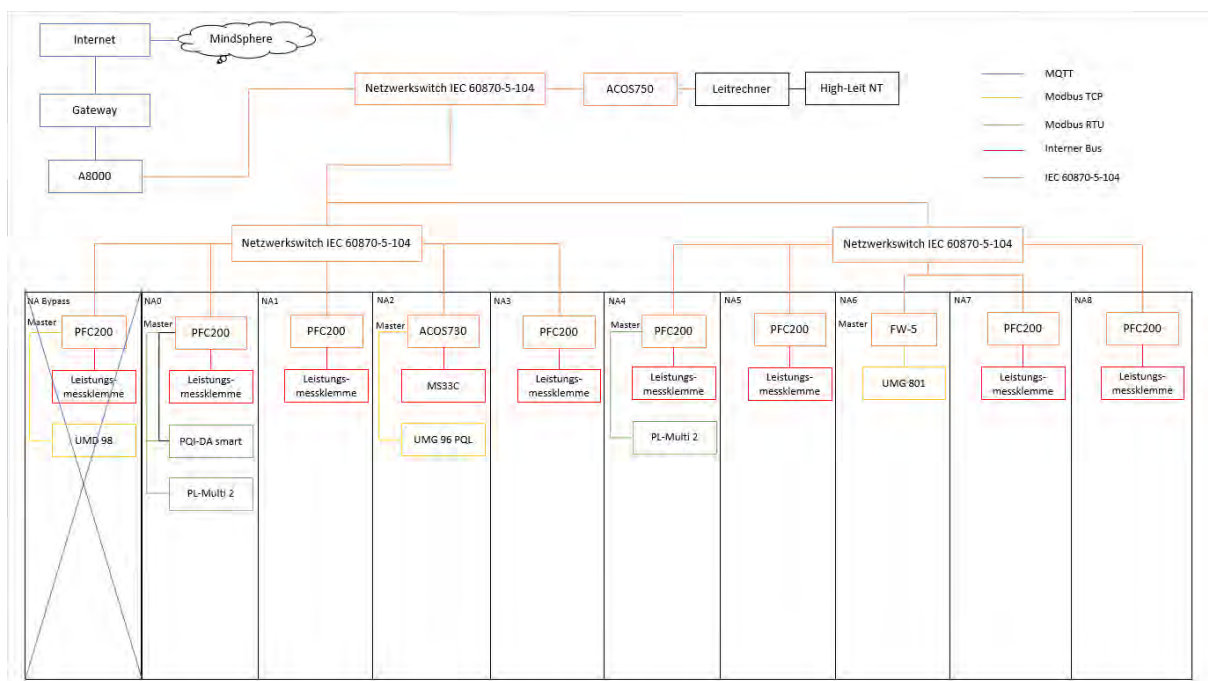 Internet
MindSphere
Netzwerkswitch IEC 60870-5-104
ACOS750
Leitrechner
High-Leit NT
Gateway
A8000
MQTT
Modbus TCP
Modbus RTU
Interner Bus
IEC 60870-5-104
Netzwerkswitch IEC 60870-5-104
Netzwerkswitch IEC 60870-5-104
NA Bypass
Master
PFC200
Leistungs-
messklemme
UMD 98
NA0
Master
PFC200
Leistungs-
messklemme
PQI-DA smart
PL-Multi 2
NA1
PFC200
Leistungs-
messklemme
NA2
Master
ACOS730
MS33C
UMG 96 PQL
NA3
PFC200
Leistungs-
messklemme
NA4
Master
PFC200
Leistungs-
messklemme
PL-Multi 2
NA5
PFC200
Leistungs-
messklemme
NA6
Master
FW-5
UMG 801
NA7
PFC200
Leistungs-
messklemme
NA8
PFC200
Leistungs-
messklemme